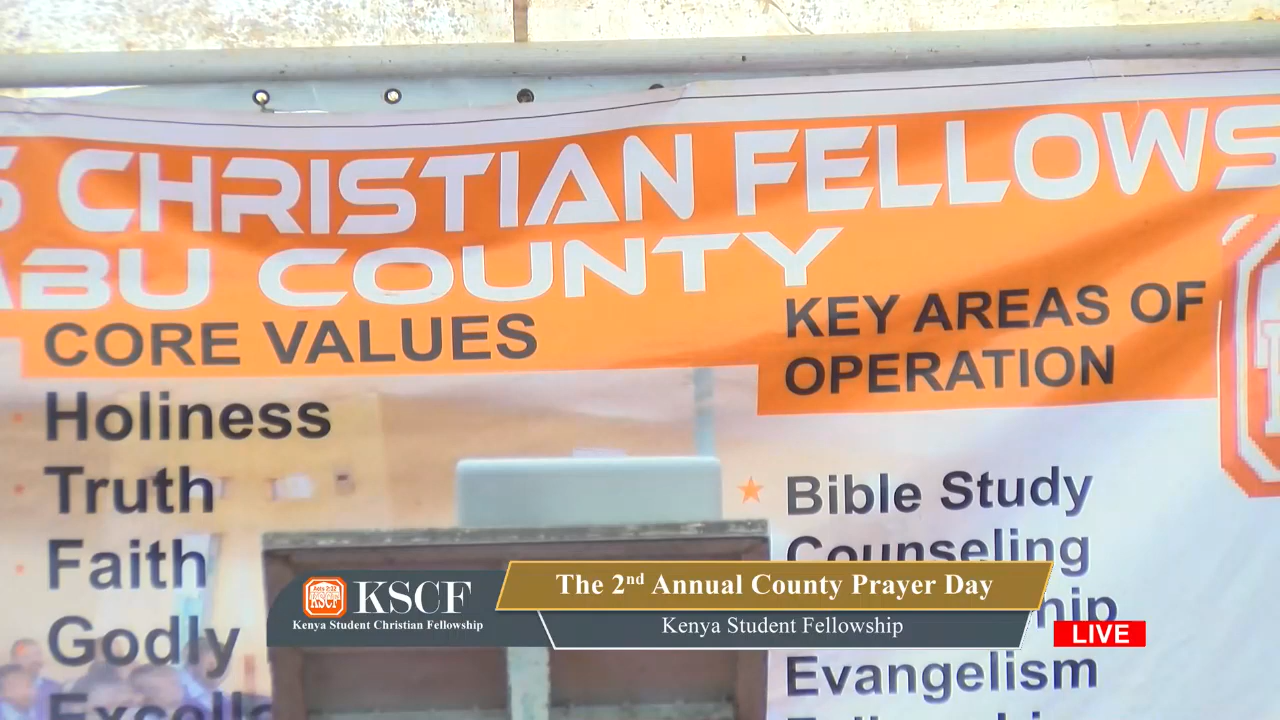 S CHRISTIAN FELLOWS
ABU COUNTY
CORE VALUES
KEY AREAS OF
OPERATION
Holiness
Truth
Faith
Godly
Bible Study
Counseling
Evangelism
KSCF
Kenya Student Christian Fellowship
The 2nd Annual County Prayer Day
Kenya Student Fellowship
LIVE